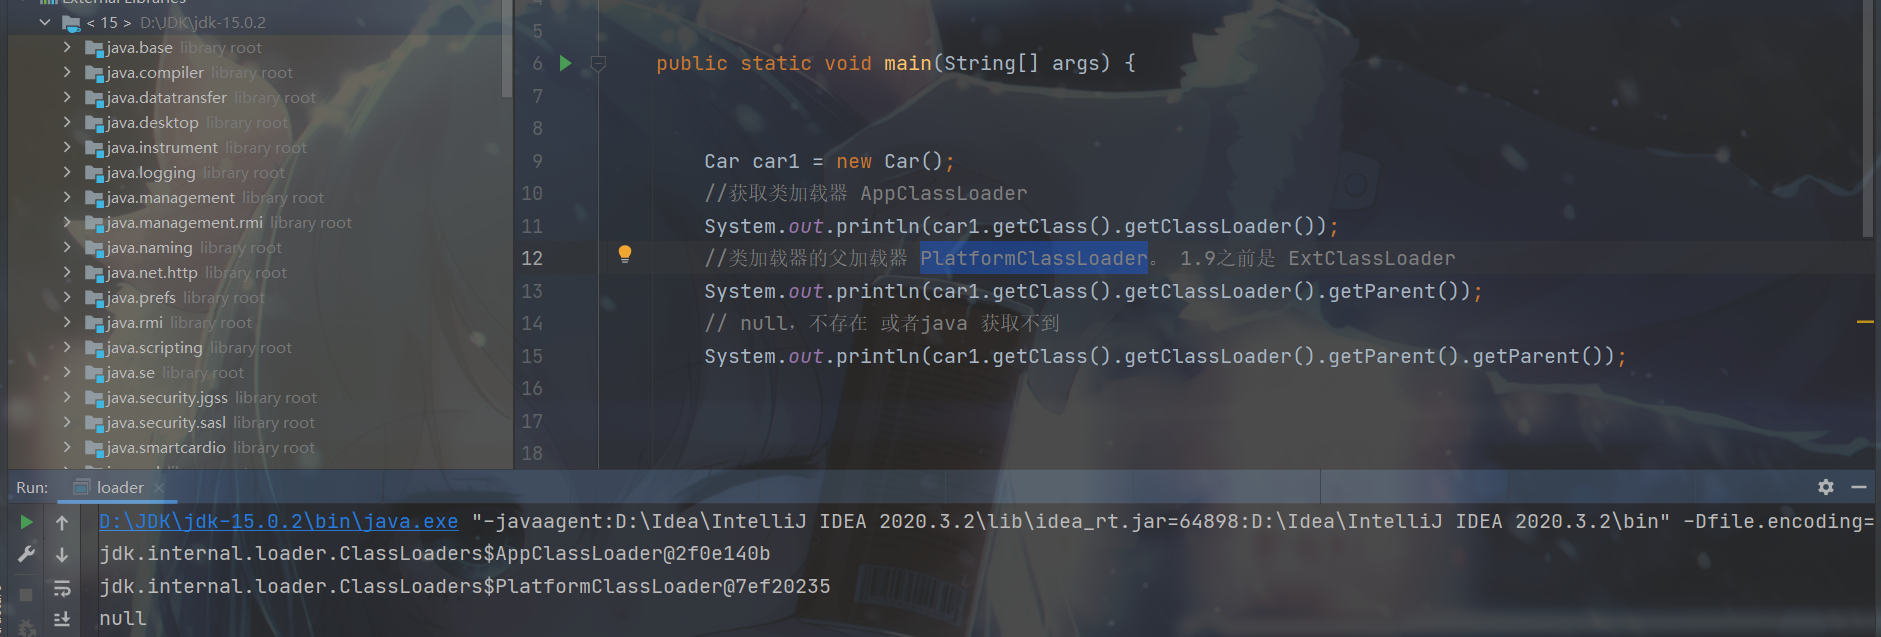 External Libraries
< 15 > D:\JDK\jdk-15.0.2
java.base library root
java.compiler library root
java.datatransfer library root
java.desktop library root
java.instrument library root
java.logging library root
java.management library root
java.management.rmi library root
java.naming library root
java.net.http library root
java.prefs library root
java.rmi library root
java.scripting library root
java.se library root
java.security.jgss library root
java.security.sasl library root
java.smartcardio library root
5
6 public static void main(String[] args) {
7
8
9 Car car1 = new Car();
10 //获取类加载器 AppClassLoader
11 System.out.println(car1.getClass().getClassLoader());
12 //类加载器的父加载器 PlatformClassLoader。 1.9之前是 ExtClassLoader
13 System.out.println(car1.getClass().getClassLoader().getParent());
14 // null，不存在 或者java 获取不到
15 System.out.println(car1.getClass().getClassLoader().getParent().getParent());
16
17
18
Run: loader
D:\JDK\jdk-15.0.2\bin\java.exe "-javaagent:D:\Idea\IntelliJ IDEA 2020.3.2\lib\idea_rt.jar=64898:D:\Idea\IntelliJ IDEA 2020.3.2\bin" -Dfile.encoding=
jdk.internal.loader.ClassLoaders$AppClassLoader@2f0e140b
jdk.internal.loader.ClassLoaders$PlatformClassLoader@7ef20235
null